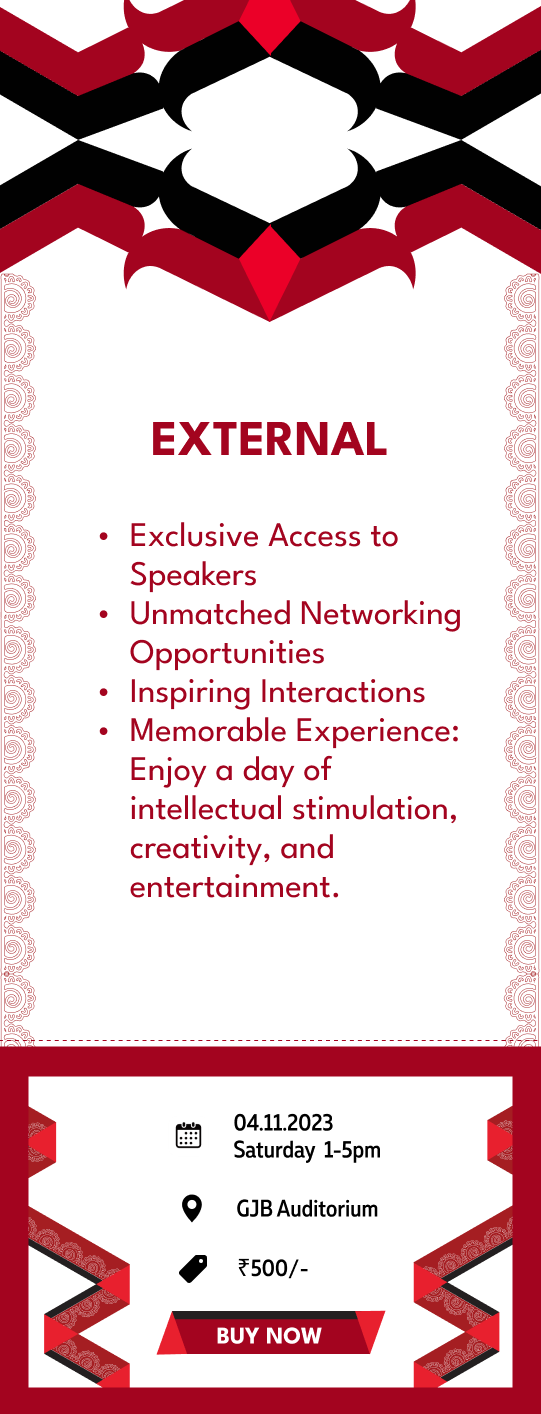 EXTERNAL
• Exclusive Access to
Speakers
• Unmatched Networking
Opportunities
• Inspiring Interactions
• Memorable Experience:
Enjoy a day of
intellectual stimulation,
creativity, and
entertainment.
04.11.2023
Saturday 1-5pm
GJB Auditorium
₹500/-
BUY NOW